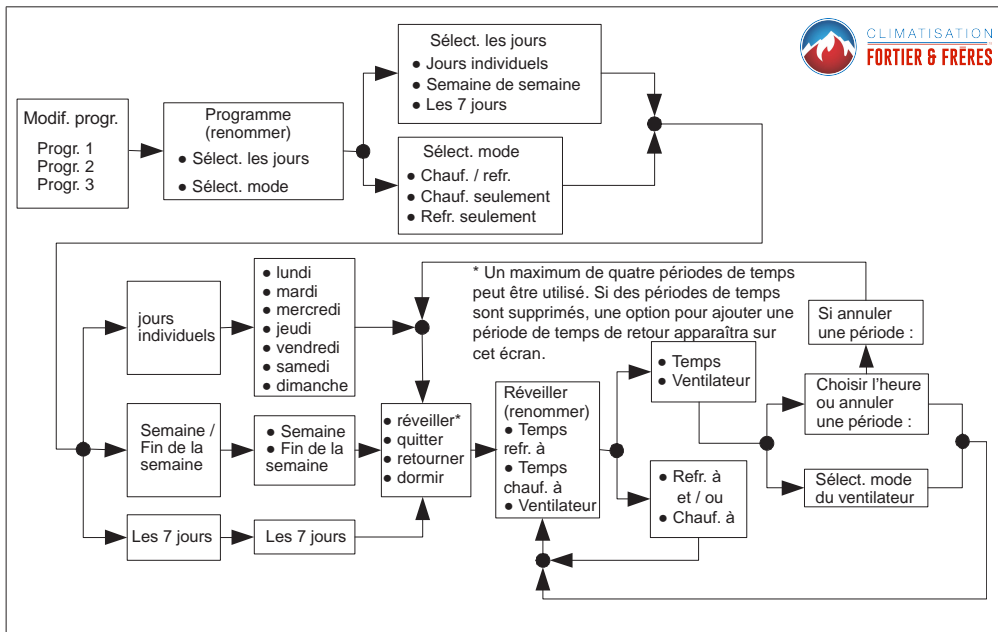 CLIMATISATION
FORTIER & FRÈRES
Modif. progr.
Progr. 1
Progr. 2
Progr. 3
Programme
(renommer)
● Sélect. les jours
● Sélect. mode
Sélect. les jours
● Jours individuels
● Semaine de semaine
● Les 7 jours
Sélect. mode
● Chauf. / refr.
● Chauf. seulement
● Refr. seulement
jours
individuels
● lundi
● mardi
● mercredi
● jeudi
● vendredi
● samedi
● dimanche
* Un maximum de quatre périodes de temps
peut être utilisé. Si des périodes de temps
sont supprimés, une option pour ajouter une
période de temps de retour apparaîtra sur
cet écran.
Semaine /
Fin de la
semaine
● Semaine
● Fin de la
semaine
Les 7 jours
Les 7 jours
● réveiller*
● quitter
● retourner
● dormir
Réveiller
(renommer)
● Temps
refr. à
● Temps
chauf. à
● Ventilateur
● Temps
● Ventilateur
● Refr. à
et / ou
● Chauf. à
Si annuler
une période :
Choisir l’heure
ou annuler
une période :
Sélect. mode
du ventilateur